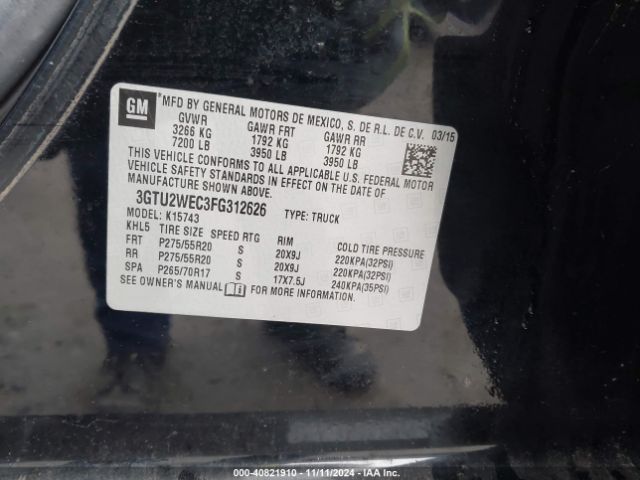 GM
*MFD BY GENERAL MOTORS DE MEXICO, S. DE R.L. DE C.V. 03/15
GVWR GAWR FRT GAWR RR
3266 KG 1792 KG 1792 KG
7200 LB 3950 LB 3950 LB
THIS VEHICLE CONFORMS TO ALL APPLICABLE U.S. FEDERAL MOTOR
VEHICLE SAFETY STANDARDS IN EFFECT ON THE DATE OF
MANUFACTURE SHOWN ABOVE.
3GTU2WEC3FG312626 TYPE: TRUCK
MODEL: K15743
KHL5 TIRE SIZE SPEED RTG RIM COLD TIRE PRESSURE
FRT P275/55R20 S 20X9J 220KPA(32PSI)
RR P275/55R20 S 20X9J 220KPA(32PSI)
SPA P265/70R17 S 17X7.5J 240KPA(35PSI)
SEE OWNER'S MANUAL FOR MORE INFORMATION.
000-40821910 - 11/11/2024 - IAAI.COM